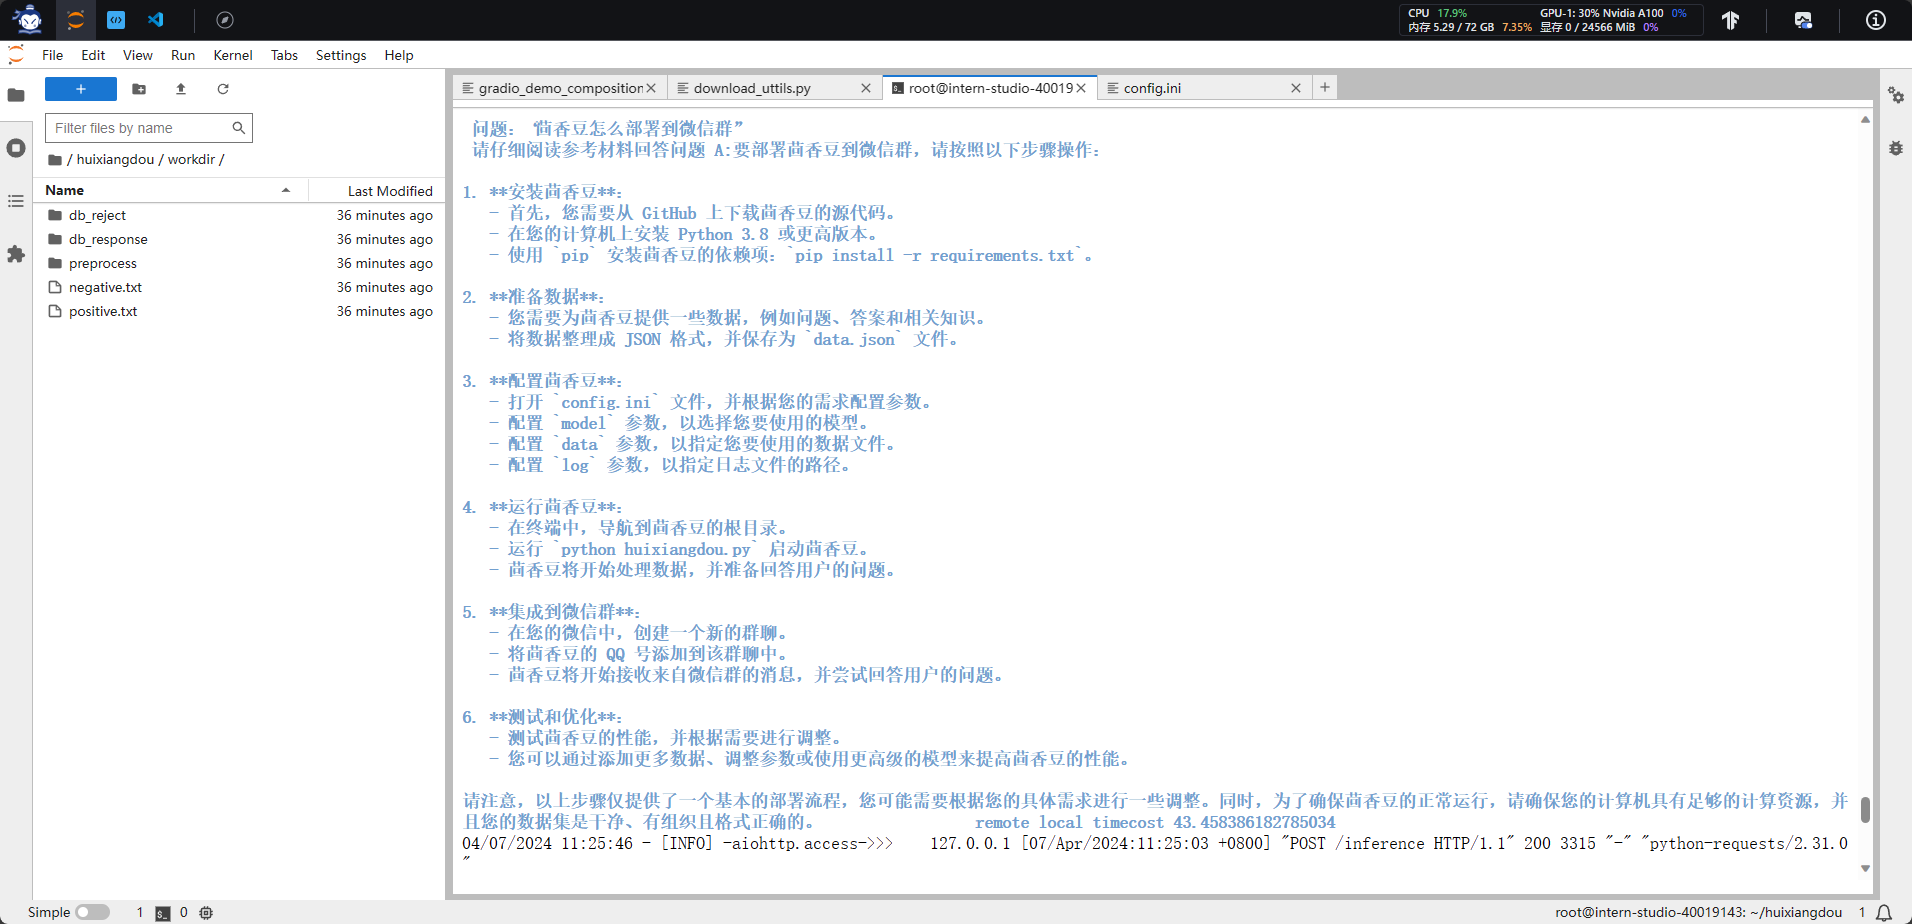 CPU 17.9% GPU-1: 30% Nvidia A100 0%
内存 5.29 / 72 GB 7.35% 显存 0 / 24566 MiB 0%
File Edit View Run Kernel Tabs Settings Help
gradio_demo_composition
download_uttils.py
root@intern-studio-40019
config.ini
Filter files by name
/ huixiangdou / workdir /
Name Last Modified
db_reject 36 minutes ago
db_response 36 minutes ago
preprocess 36 minutes ago
negative.txt 36 minutes ago
positive.txt 36 minutes ago
问题：“茴香豆怎么部署到微信群”
请仔细阅读参考材料回答问题 A:要部署茴香豆到微信群，请按照以下步骤操作：
1. **安装茴香豆**：
- 首先，您需要从 GitHub 上下载茴香豆的源代码。
- 在您的计算机上安装 Python 3.8 或更高版本。
- 使用 `pip` 安装茴香豆的依赖项：`pip install -r requirements.txt`。
2. **准备数据**：
- 您需要为茴香豆提供一些数据，例如问题、答案和相关知识。
- 将数据整理成 JSON 格式，并保存为 `data.json` 文件。
3. **配置茴香豆**：
- 打开 `config.ini` 文件，并根据您的需求配置参数。
- 配置 `model` 参数，以选择您要使用的模型。
- 配置 `data` 参数，以指定您要使用的数据文件。
- 配置 `log` 参数，以指定日志文件的路径。
4. **运行茴香豆**：
- 在终端中，导航到茴香豆的根目录。
- 运行 `python huixiangdou.py` 启动茴香豆。
- 茴香豆将开始处理数据，并准备回答用户的问题。
5. **集成到微信群**：
- 在您的微信中，创建一个新的群聊。
- 将茴香豆的 QQ 号添加到该群聊中。
- 茴香豆将开始接收来自微信群的消息，并尝试回答用户的问题。
6. **测试和优化**：
- 测试茴香豆的性能，并根据需要进行调整。
- 您可以通过添加更多数据、调整参数或使用更高级的模型来提高茴香豆的性能。
请注意，以上步骤仅提供了一个基本的部署流程，您可能需要根据您的具体需求进行一些调整。同时，为了确保茴香豆的正常运行，请确保您的计算机具有足够的计算资源，并
且您的数据集是干净、有组织且格式正确的。 remote local timecost 43.458386182785034
04/07/2024 11:25:46 - [INFO] -aiohttp.access->>> 127.0.0.1 [07/Apr/2024:11:25:03 +0800] "POST /inference HTTP/1.1" 200 3315 "-" "python-requests/2.31.0
"
Simple 1 0 root@intern-studio-40019143: ~/huixiangdou 1